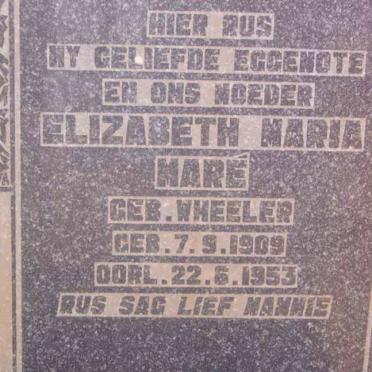 HIER RUS
MY GELIEFDE EGGENOTE
EN ONS MOEDER
ELIZABETH MARIA
MARÉ
GEB. WHEELER
GEB. 7.9.1909
OORL. 22.6.1953
RUS SAG LIEF MANNIE